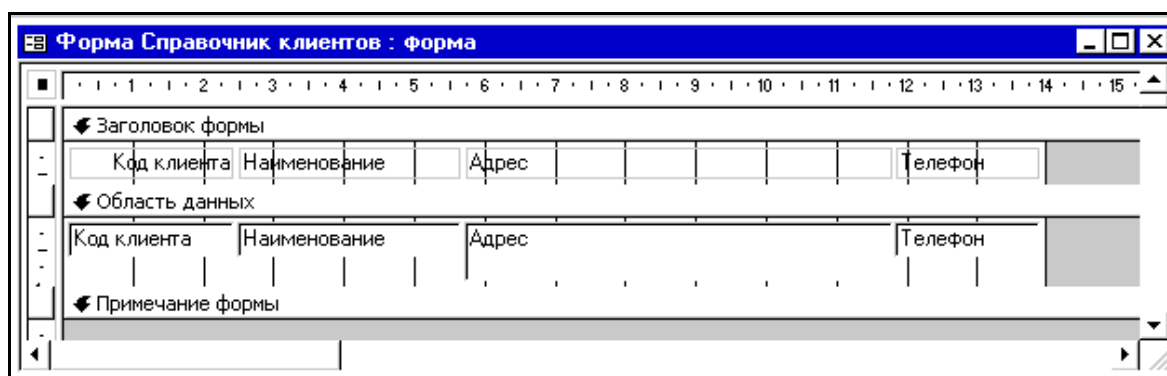 Форма Справочник клиентов : форма
1 2 3 4 5 6 7 8 9 10 11 12 13 14 15
Заголовок формы
Код клиента Наименование Адрес Телефон
Область данных
Код клиента Наименование Адрес Телефон
Примечание формы